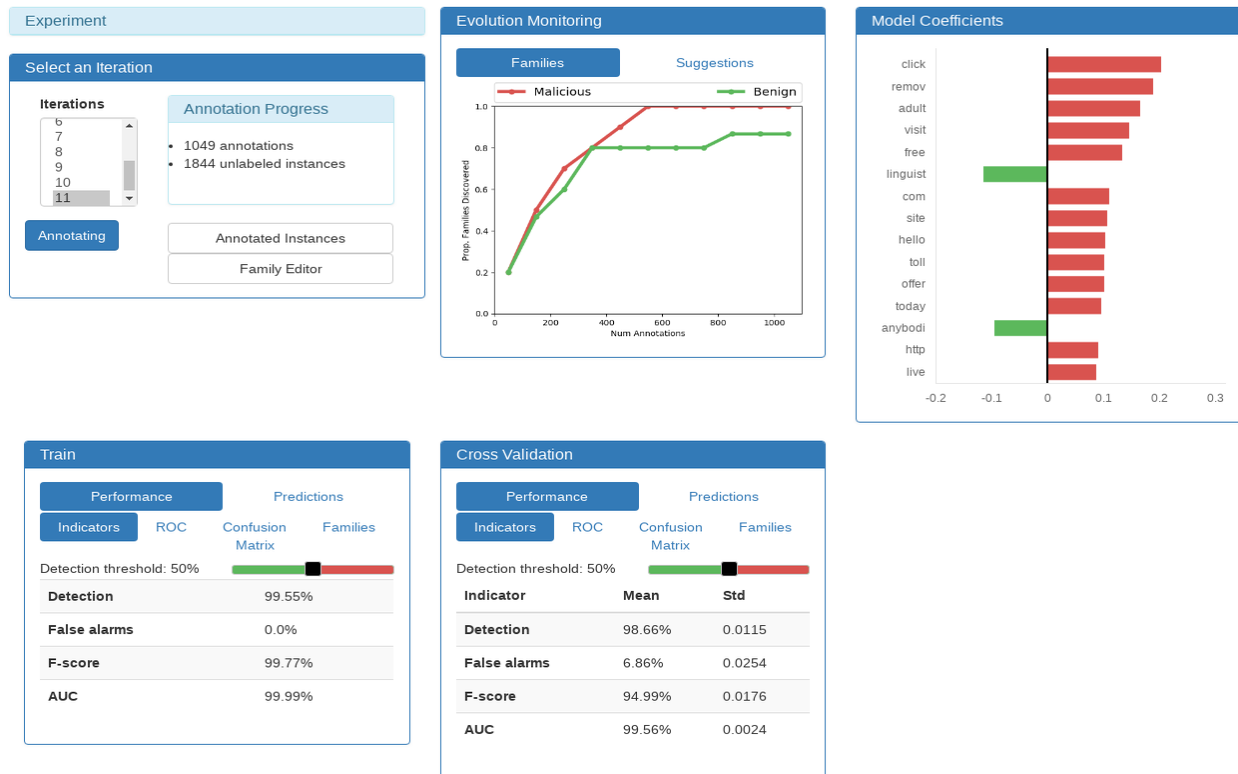 Experiment
Select an Iteration
Iterations
6
7
8
9
10
11
Annotating
Annotation Progress
• 1049 annotations
• 1844 unlabeled instances
Annotated Instances
Family Editor
Evolution Monitoring
Families Suggestions
Malicious Benign
Prop. Families Discovered
1.0
0.8
0.6
0.4
0.2
0.0
0 200 400 600 800 1000
Num Annotations
Model Coefficients
click
remov
adult
visit
free
linguist
com
site
hello
toll
offer
today
anybodi
http
live
-0.2 -0.1 0 0.1 0.2 0.3
Train
Performance Predictions
Indicators ROC Confusion Families
Matrix
Detection threshold: 50%
Detection 99.55%
False alarms 0.0%
F-score 99.77%
AUC 99.99%
Cross Validation
Performance Predictions
Indicators ROC Confusion Families
Matrix
Detection threshold: 50%
Indicator Mean Std
Detection 98.66% 0.0115
False alarms 6.86% 0.0254
F-score 94.99% 0.0176
AUC 99.56% 0.0024